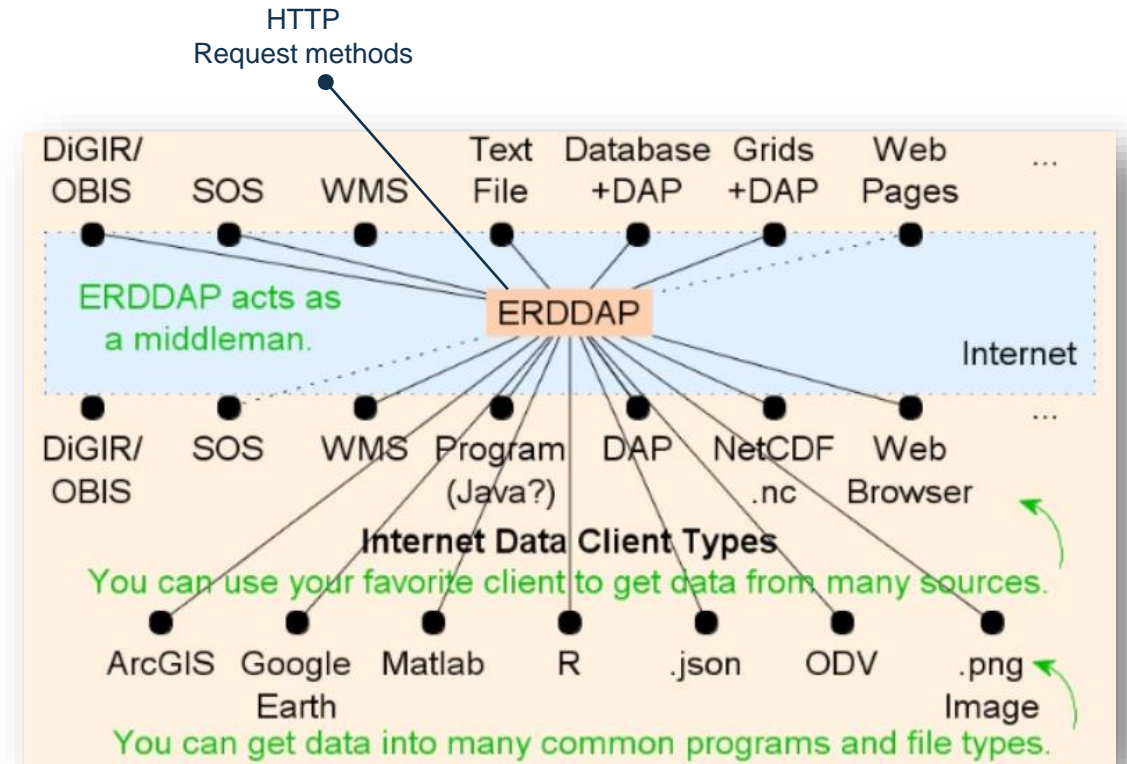 HTTP
Request methods
DiGIR/ Text Database Grids Web ...
OBIS SOS WMS File +DAP +DAP Pages
ERDDAP acts as
a middleman.
ERDDAP
Internet
...
DiGIR/ SOS WMS Program DAP NetCDF Web
OBIS (Java?) .nc Browser
Internet Data Client Types
You can use your favorite client to get data from many sources.
ArcGIS Google Matlab R .json ODV .png
Earth Image
You can get data into many common programs and file types.